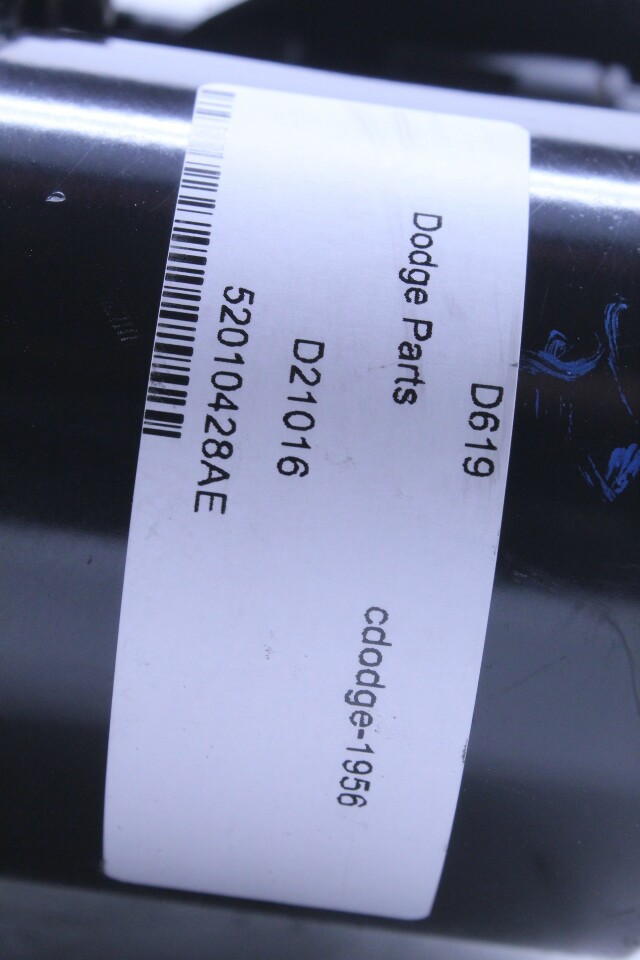 D619
Dodge Parts
cdodge-1956
D21016
52010428AE